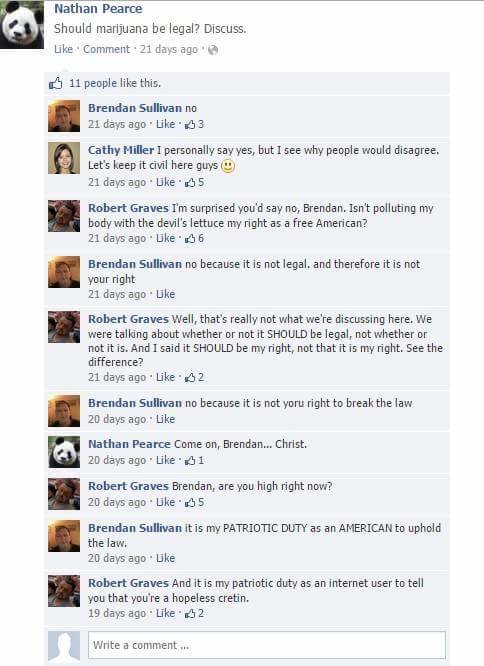 Nathan Pearce
Should marijuana be legal? Discuss.
Like · Comment · 21 days ago ·
11 people like this.
Brendan Sullivan no
21 days ago · Like · 3
Cathy Miller I personally say yes, but I see why people would disagree.
Let's keep it civil here guys
21 days ago · Like · 5
Robert Graves I'm surprised you'd say no, Brendan. Isn't polluting my
body with the devil's lettuce my right as a free American?
21 days ago · Like · 6
Brendan Sullivan no because it is not legal. and therefore it is not
your right
21 days ago · Like
Robert Graves Well, that's really not what we're discussing here. We
were talking about whether or not it SHOULD be legal, not whether or
not it is. And I said it SHOULD be my right, not that it is my right. See the
difference?
21 days ago · Like · 2
Brendan Sullivan no because it is not yoru right to break the law
20 days ago · Like
Nathan Pearce Come on, Brendan... Christ.
20 days ago · Like · 1
Robert Graves Brendan, are you high right now?
20 days ago · Like · 5
Brendan Sullivan it is my PATRIOTIC DUTY as an AMERICAN to uphold
the law.
20 days ago · Like
Robert Graves And it is my patriotic duty as an internet user to tell
you that you're a hopeless cretin.
19 days ago · Like · 2
Write a comment ...